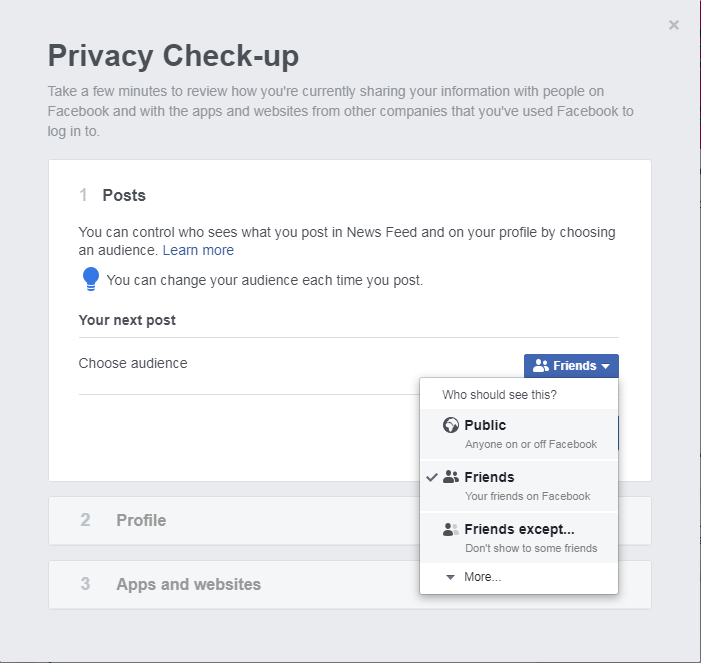 Privacy Check-up
Take a few minutes to review how you're currently sharing your information with people on
Facebook and with the apps and websites from other companies that you've used Facebook to
log in to.
1 Posts
You can control who sees what you post in News Feed and on your profile by choosing
an audience. Learn more
You can change your audience each time you post.
Your next post
Choose audience
Friends
Who should see this?
Public
Anyone on or off Facebook
Friends
Your friends on Facebook
Friends except...
Don't show to some friends
More...
2 Profile
3 Apps and websites